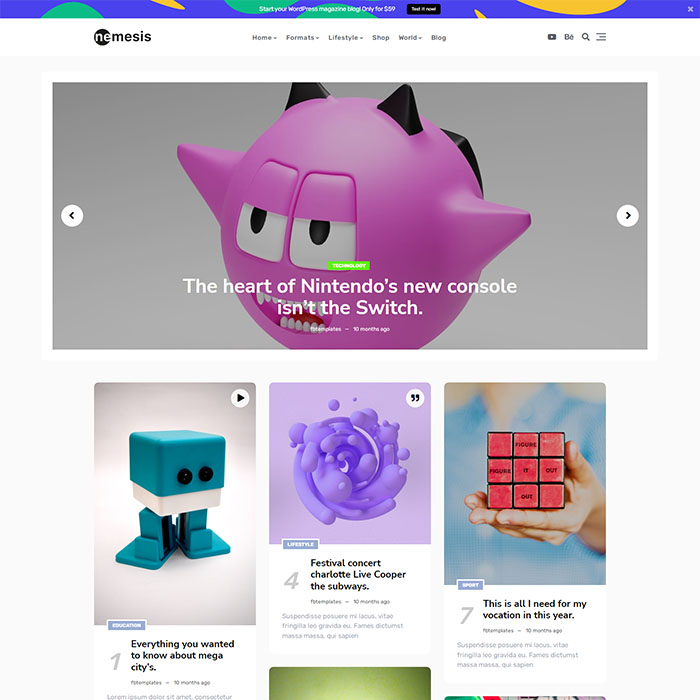 Start your WordPress magazine blog! Only for $59 Test it now!
nemesis Home Formats Lifestyle Shop World Blog Bē
TECHNOLOGY
The heart of Nintendo’s new console
isn’t the Switch.
fbtemplates – 10 months ago
EDUCATION
1
Everything you wanted
to know about mega
city's.
fbtemplates – 10 months ago
Lorem ipsum dolor sit amet, consectetur
LIFESTYLE
4
Festival concert
charlotte Live Cooper
the subways.
fbtemplates – 10 months ago
Suspendisse posuere mi lacus, vitae
fringilla leo gravida eu. Fames dictumst
massa massa, qui sapien
FIGURE
FIGURE IT OUT
OUT
SPORT
7
This is all I need for my
vocation in this year.
fbtemplates – 10 months ago
Suspendisse posuere mi lacus, vitae
fringilla leo gravida eu. Fames dictumst
massa massa, qui sapien